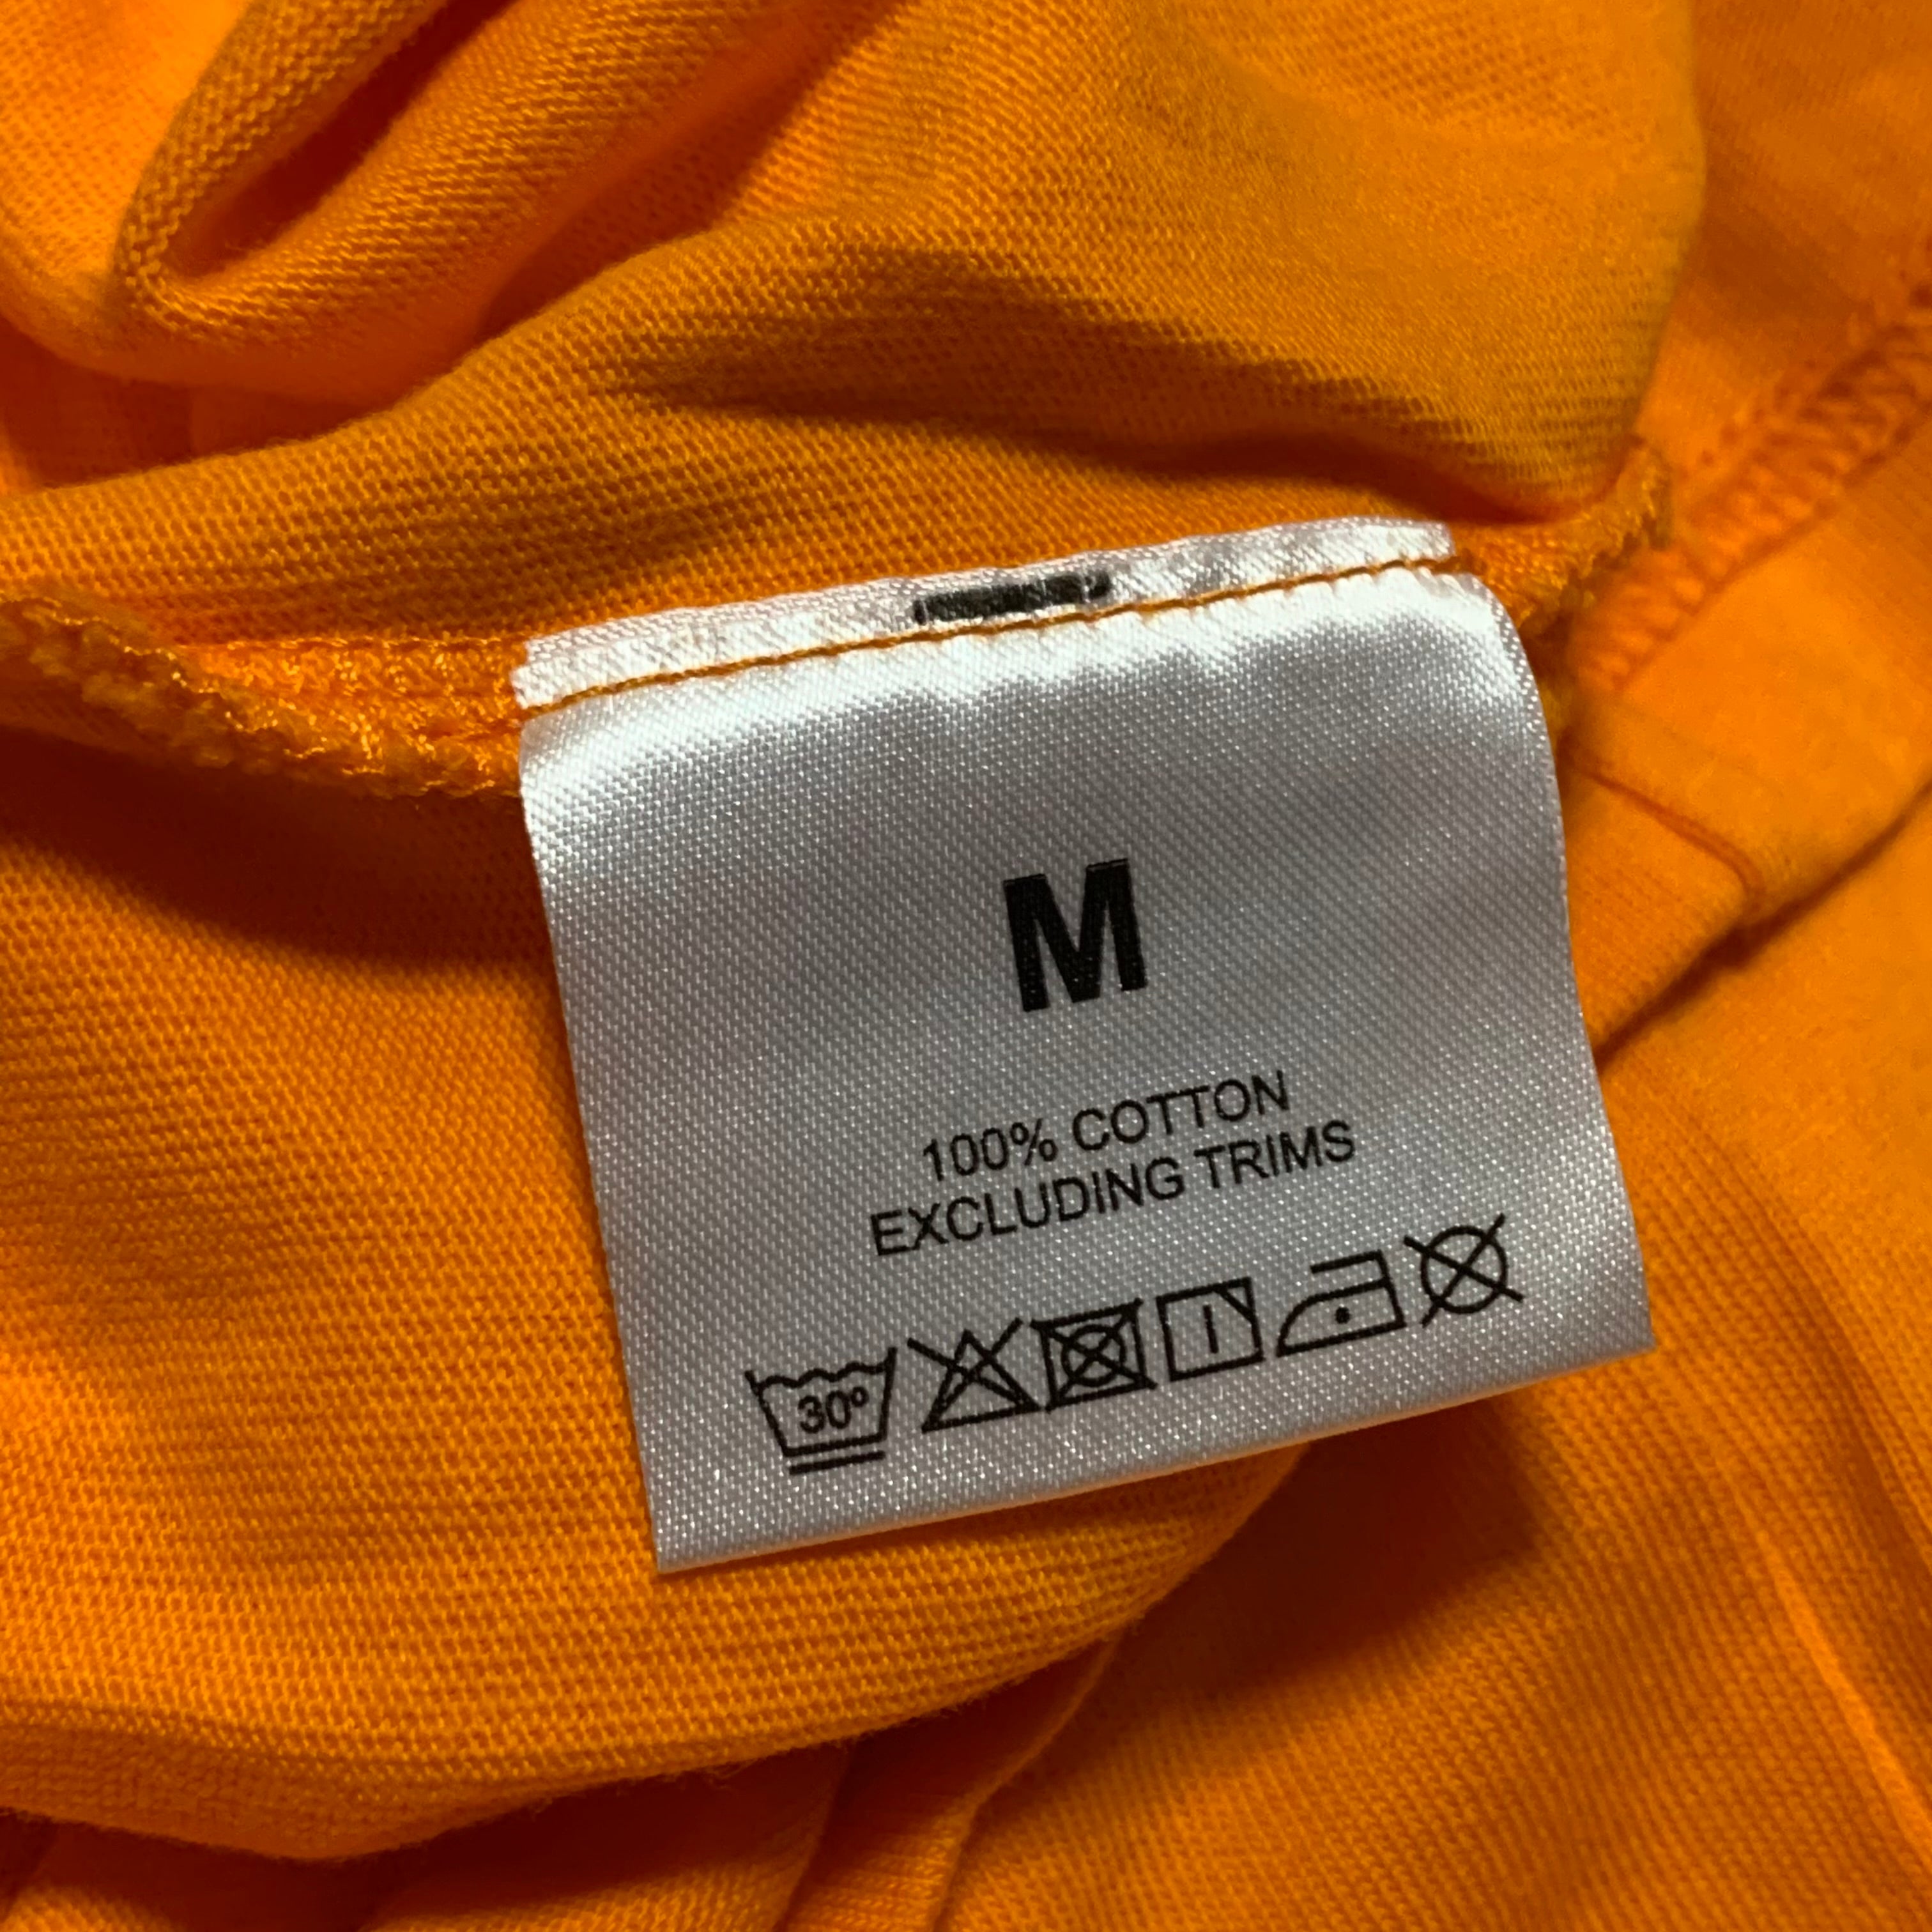 M
100% COTTON
EXCLUDING TRIMS
30°